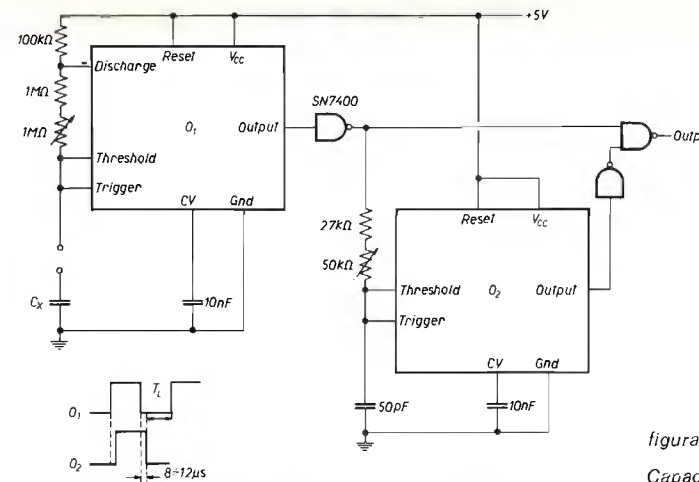 +5V
100kΩ
Discharge
Reset
Vcc
1MΩ
1MΩ
O1
Output
SN7400
Outp
Threshold
Trigger
CV
Gnd
27kΩ
50kΩ
Reset
Vcc
Threshold
O2
Output
Trigger
Cx
10nF
CV
Gnd
50pF
10nF
O1
TL
O2
8÷12µs
figura
Capac